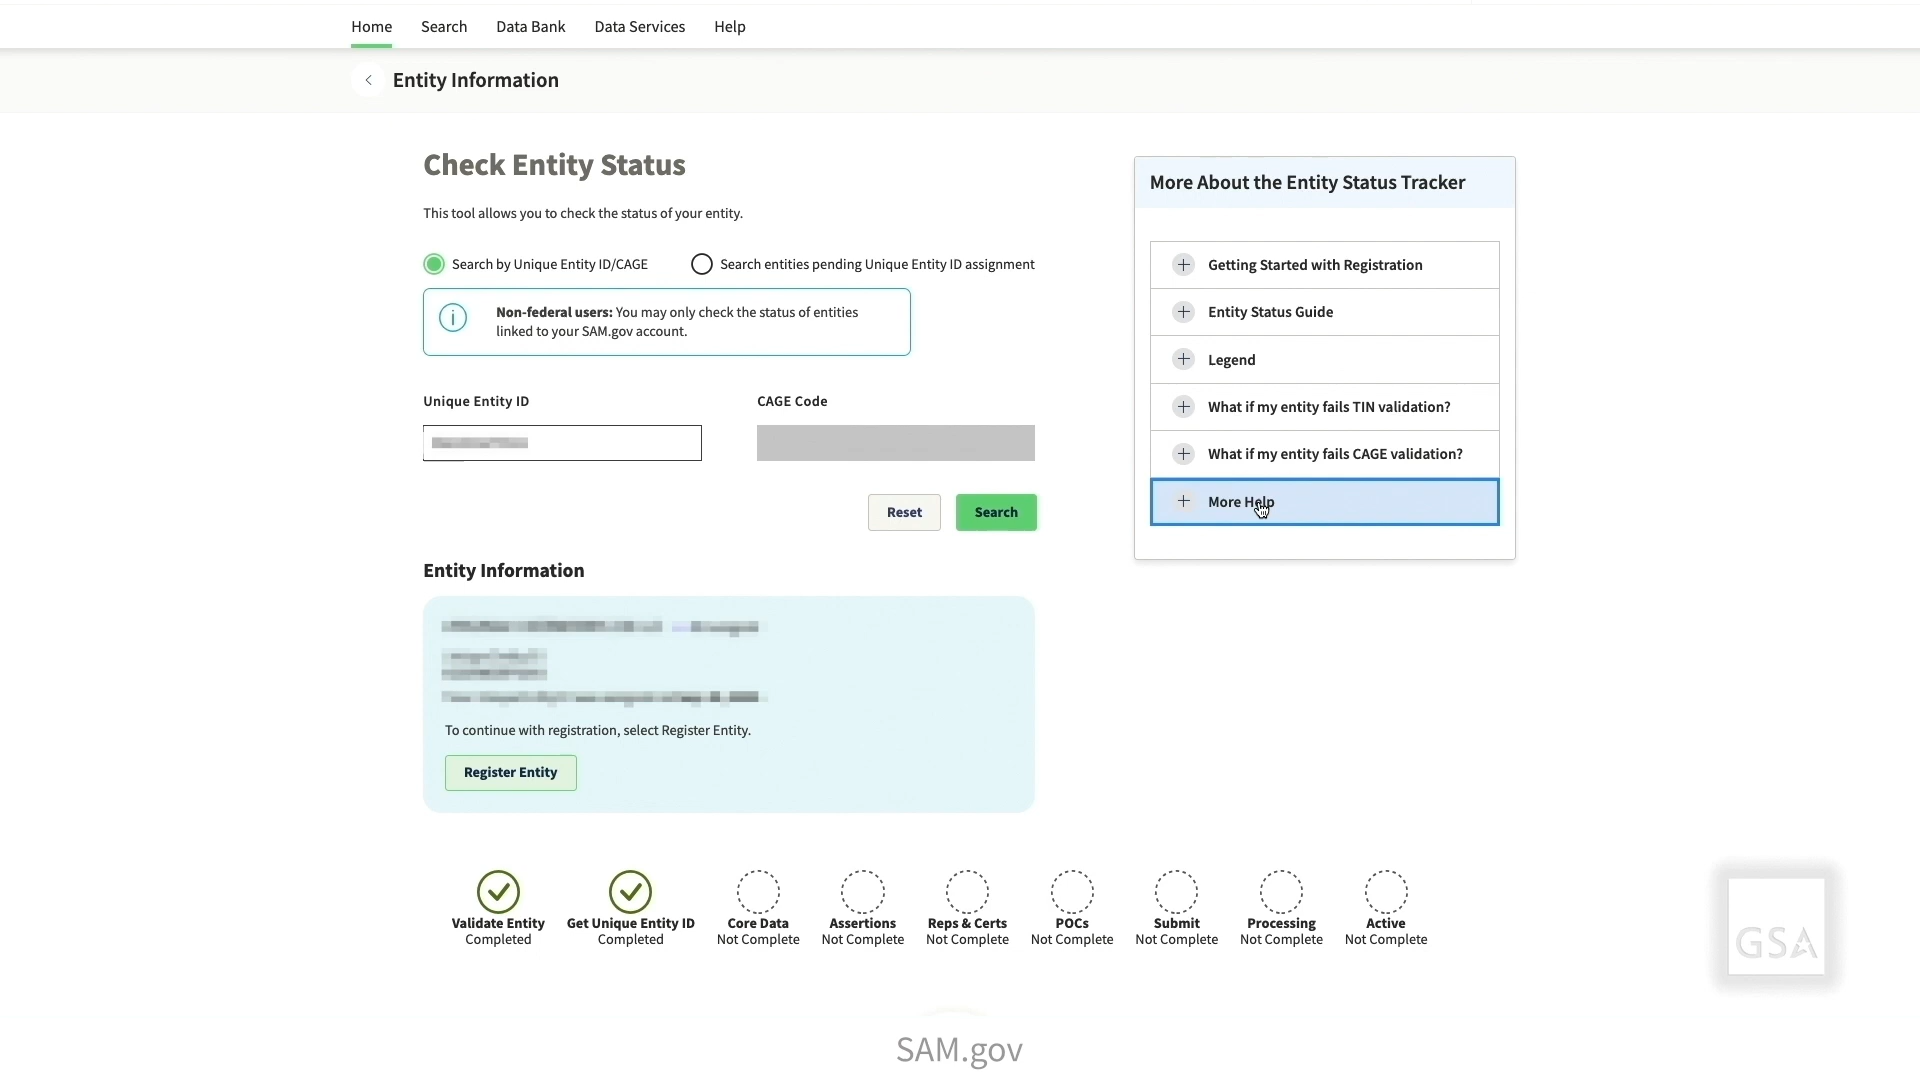 Home Search Data Bank Data Services Help
Entity Information
Check Entity Status
This tool allows you to check the status of your entity.
Search by Unique Entity ID/CAGE Search entities pending Unique Entity ID assignment
Non-federal users: You may only check the status of entities
linked to your SAM.gov account.
Unique Entity ID CAGE Code
Reset Search
Entity Information
To continue with registration, select Register Entity.
Register Entity
Validate Entity Get Unique Entity ID Core Data Assertions Reps & Certs POCs Submit Processing Active
Completed Completed Not Complete Not Complete Not Complete Not Complete Not Complete Not Complete Not Complete
More About the Entity Status Tracker
Getting Started with Registration
Entity Status Guide
Legend
What if my entity fails TIN validation?
What if my entity fails CAGE validation?
More Help
GSA
SAM.gov